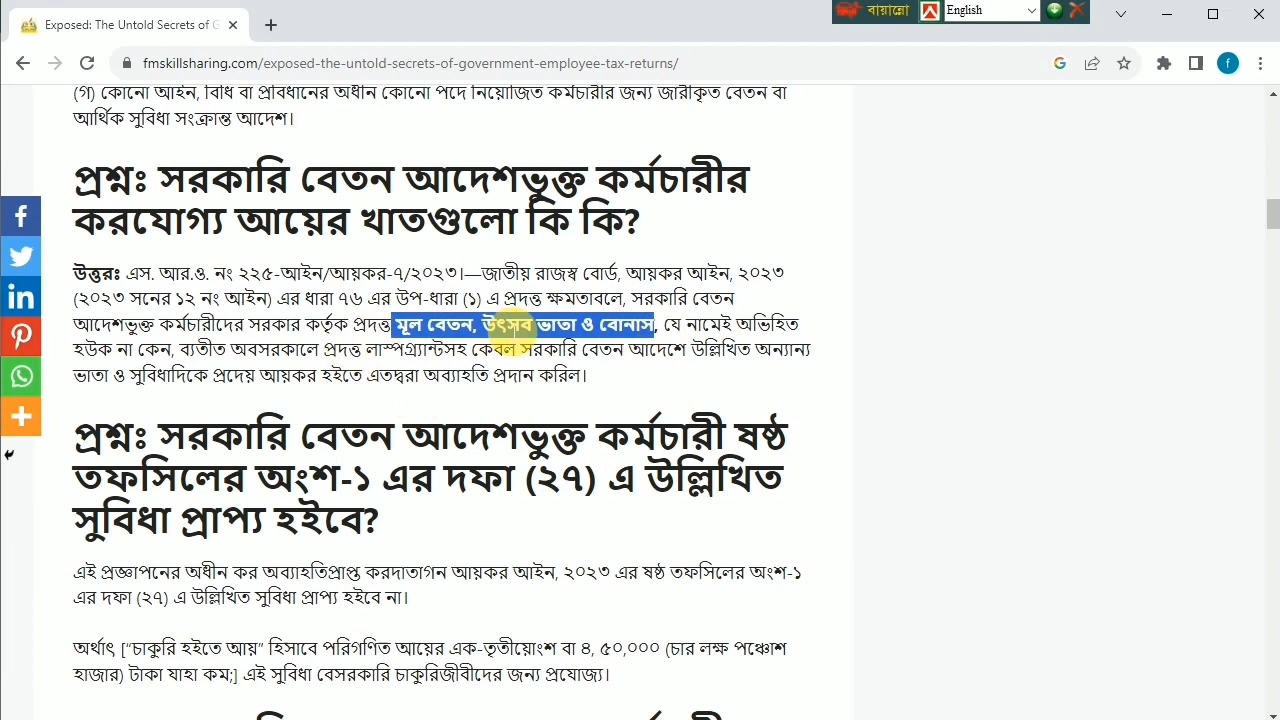 Exposed: The Untold Secrets of G
বায়ান্নো
English
fmskillsharing.com/exposed-the-untold-secrets-of-government-employee-tax-returns/
(গ) কোনো আইন, বিধি বা প্রবিধানের অধীন কোনো পদে নিয়োজিত কর্মচারীর জন্য জারীকৃত বেতন বা
আর্থিক সুবিধা সংক্রান্ত আদেশ।
প্রশ্নঃ সরকারি বেতন আদেশভুক্ত কর্মচারীর
করযোগ্য আয়ের খাতগুলো কি কি?
উত্তরঃ এস. আর.ও. নং ২২৫-আইন/আয়কর-৭/২০২৩।—জাতীয় রাজস্ব বোর্ড, আয়কর আইন, ২০২৩
(২০২৩ সনের ১২ নং আইন) এর ধারা ৭৬ এর উপ-ধারা (১) এ প্রদত্ত ক্ষমতাবলে, সরকারি বেতন
আদেশভুক্ত কর্মচারীদের সরকার কর্তৃক প্রদত্ত মূল বেতন, উৎসব ভাতা ও বোনাস, যে নামেই অভিহিত
হউক না কেন, ব্যতীত অবসরকালে প্রদত্ত লাম্পগ্র্যান্টসহ কেবল সরকারি বেতন আদেশে উল্লিখিত অন্যান্য
ভাতা ও সুবিধাদিকে প্রদেয় আয়কর হইতে এতদ্বরা অব্যাহতি প্রদান করিল।
প্রশ্নঃ সরকারি বেতন আদেশভুক্ত কর্মচারী ষষ্ঠ
তফসিলের অংশ-১ এর দফা (২৭) এ উল্লিখিত
সুবিধা প্রাপ্য হইবে?
এই প্রজ্ঞাপনের অধীন কর অব্যাহতিপ্রাপ্ত করদাতাগন আয়কর আইন, ২০২৩ এর ষষ্ঠ তফসিলের অংশ-১
এর দফা (২৭) এ উল্লিখিত সুবিধা প্রাপ্য হইবে না।
অর্থাৎ [“চাকুরি হইতে আয়” হিসাবে পরিগণিত আয়ের এক-তৃতীয়োংশ বা ৪, ৫০,০০০ (চার লক্ষ পঞ্চোশ
হাজার) টাকা যাহা কম;] এই সুবিধা বেসরকারি চাকুরিজীবীদের জন্য প্রযোজ্য।